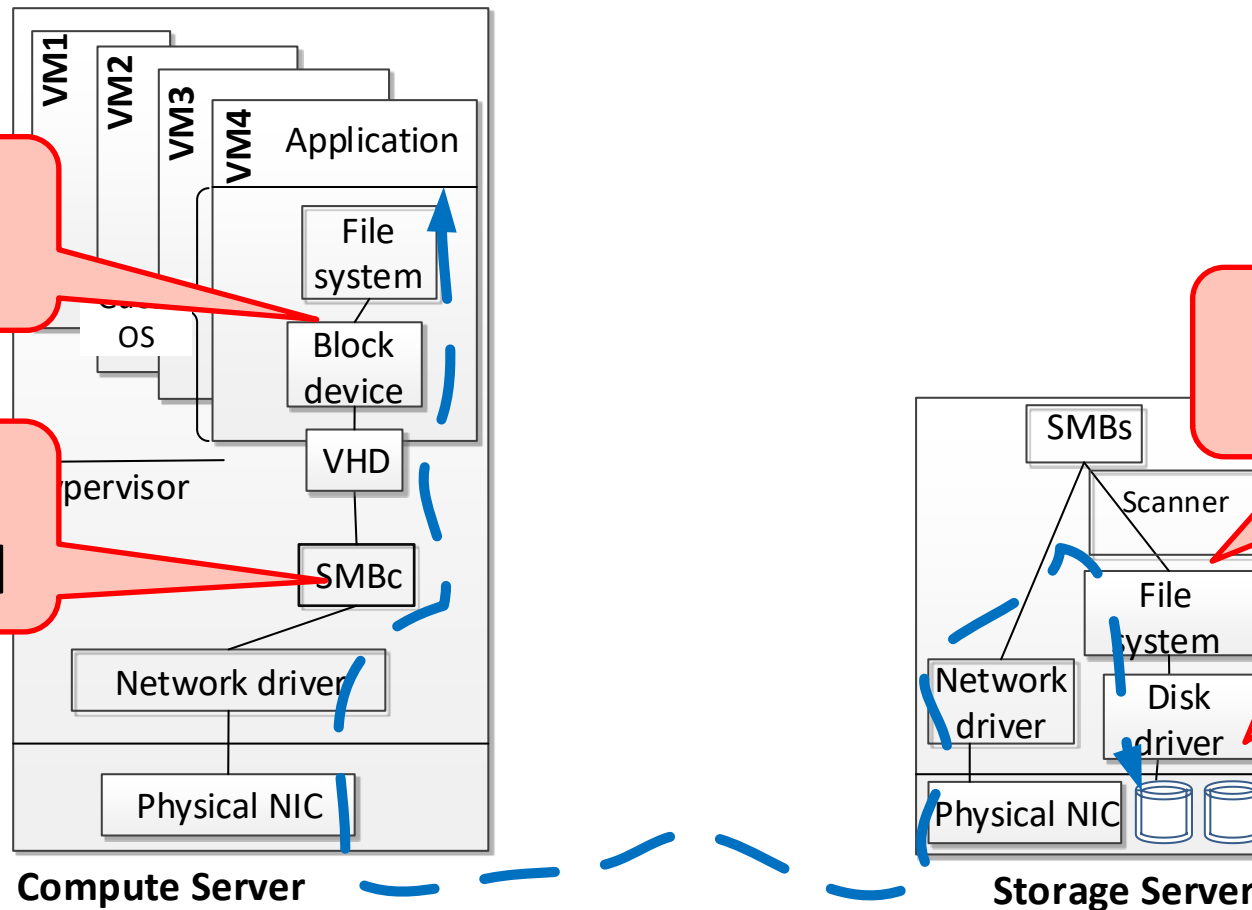 VM1
VM2
VM3
VM4
Application
File
system
OS
Block
device
VHD
pervisor
SMBc
Network driver
Physical NIC
Compute Server
SMBs
Scanner
File
system
Network
driver
Disk
driver
Physical NIC
Storage Server